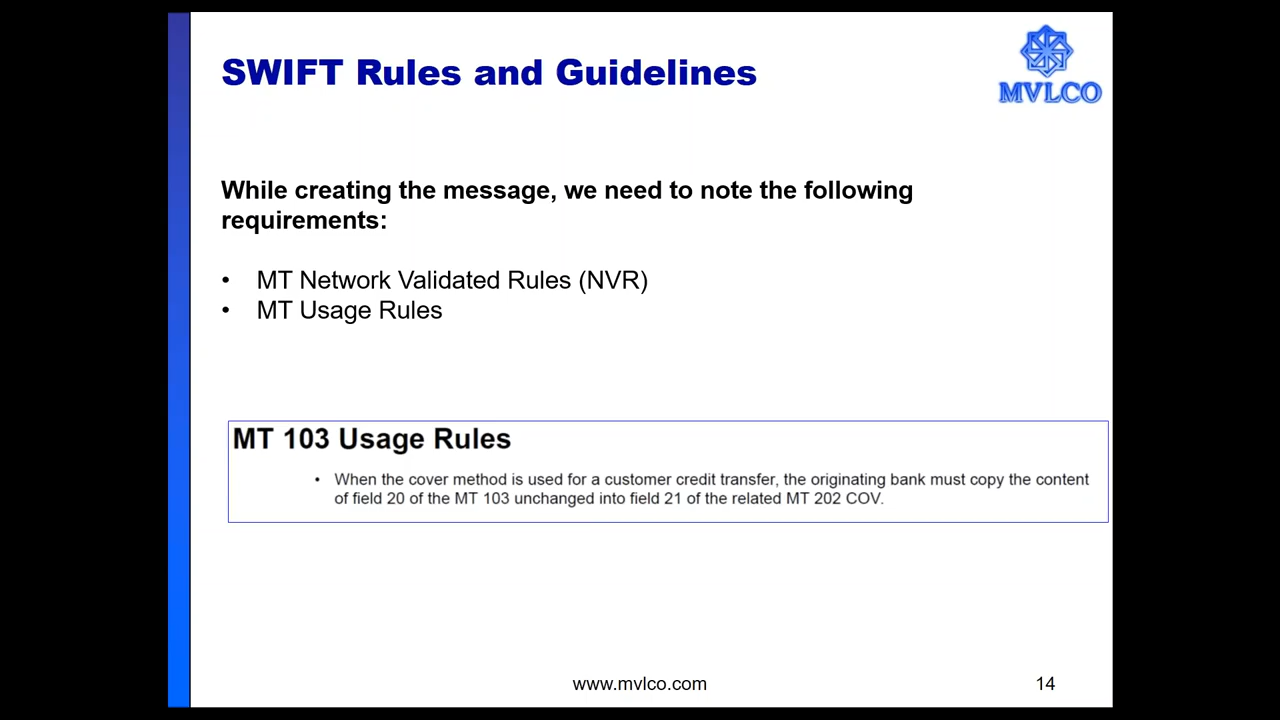 SWIFT Rules and Guidelines
MVLCO
While creating the message, we need to note the following
requirements:
• MT Network Validated Rules (NVR)
• MT Usage Rules
MT 103 Usage Rules
• When the cover method is used for a customer credit transfer, the originating bank must copy the content
of field 20 of the MT 103 unchanged into field 21 of the related MT 202 COV.
www.mvlco.com
14